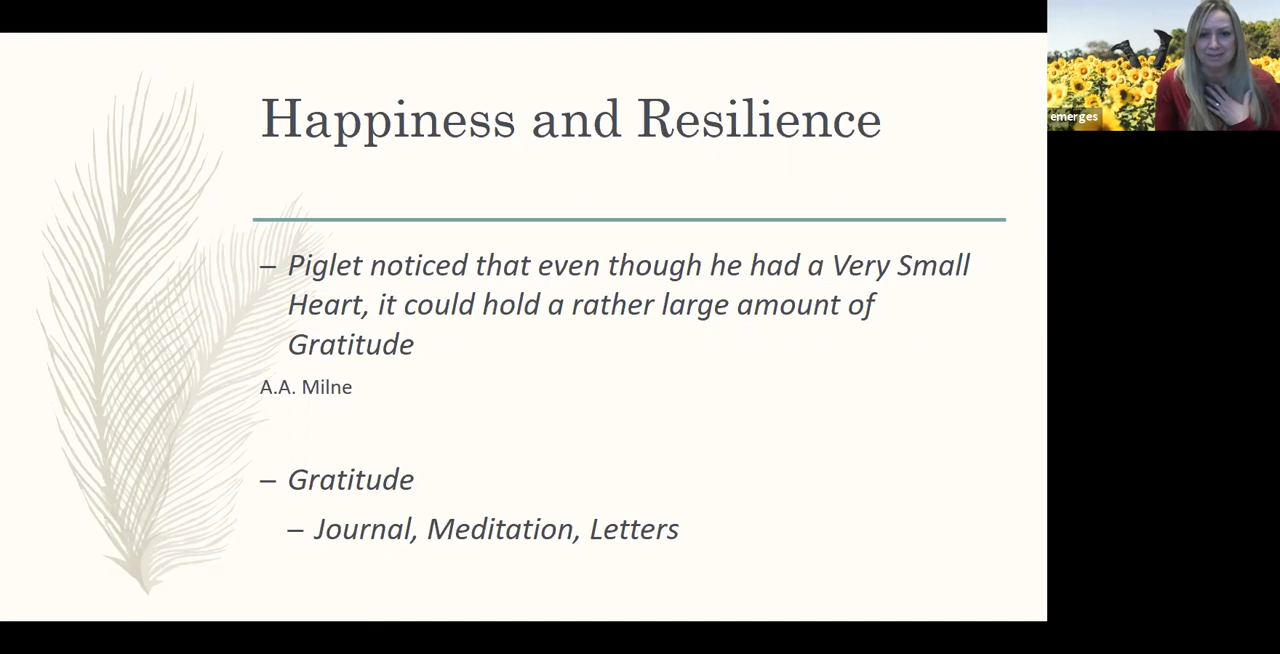 Happiness and Resilience
– Piglet noticed that even though he had a Very Small
Heart, it could hold a rather large amount of
Gratitude
A.A. Milne
– Gratitude
– Journal, Meditation, Letters
emerges